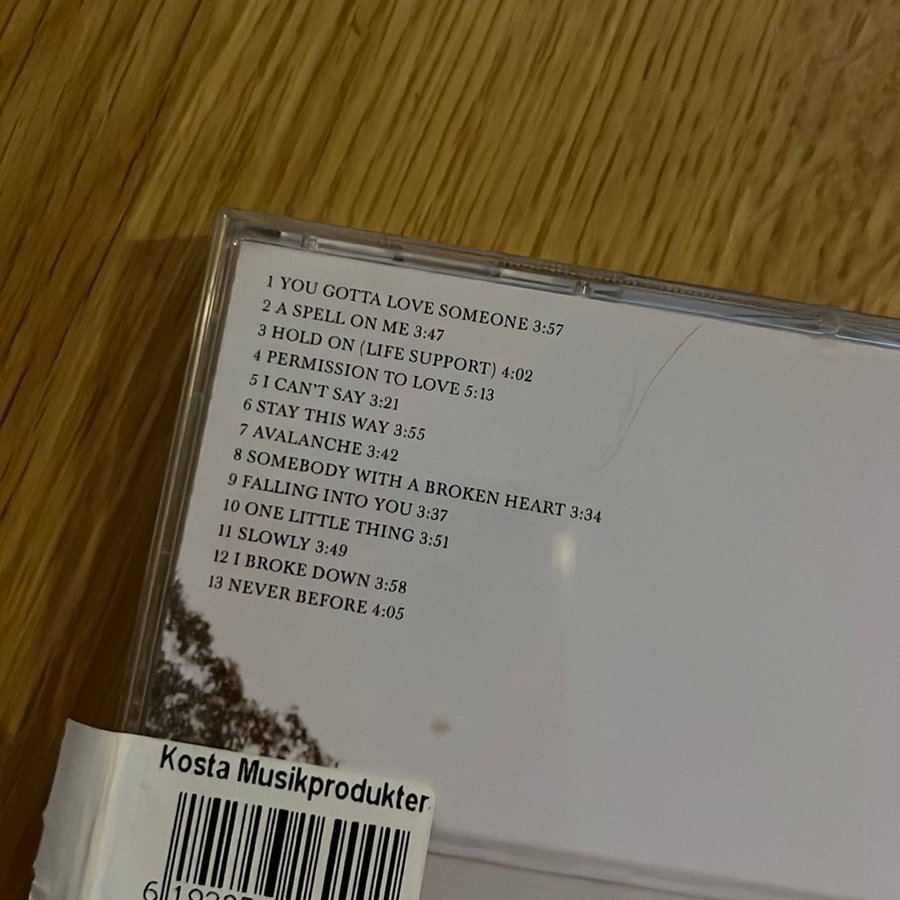 1 YOU GOTTA LOVE SOMEONE 3:57
2 A SPELL ON ME 3:47
3 HOLD ON (LIFE SUPPORT) 4:02
4 PERMISSION TO LOVE 5:13
5 I CAN'T SAY 3:21
6 STAY THIS WAY 3:55
7 AVALANCHE 3:42
8 SOMEBODY WITH A BROKEN HEART 3:34
9 FALLING INTO YOU 3:37
10 ONE LITTLE THING 3:51
11 SLOWLY 3:49
12 I BROKE DOWN 3:58
13 NEVER BEFORE 4:05
Kosta Musikprodukter